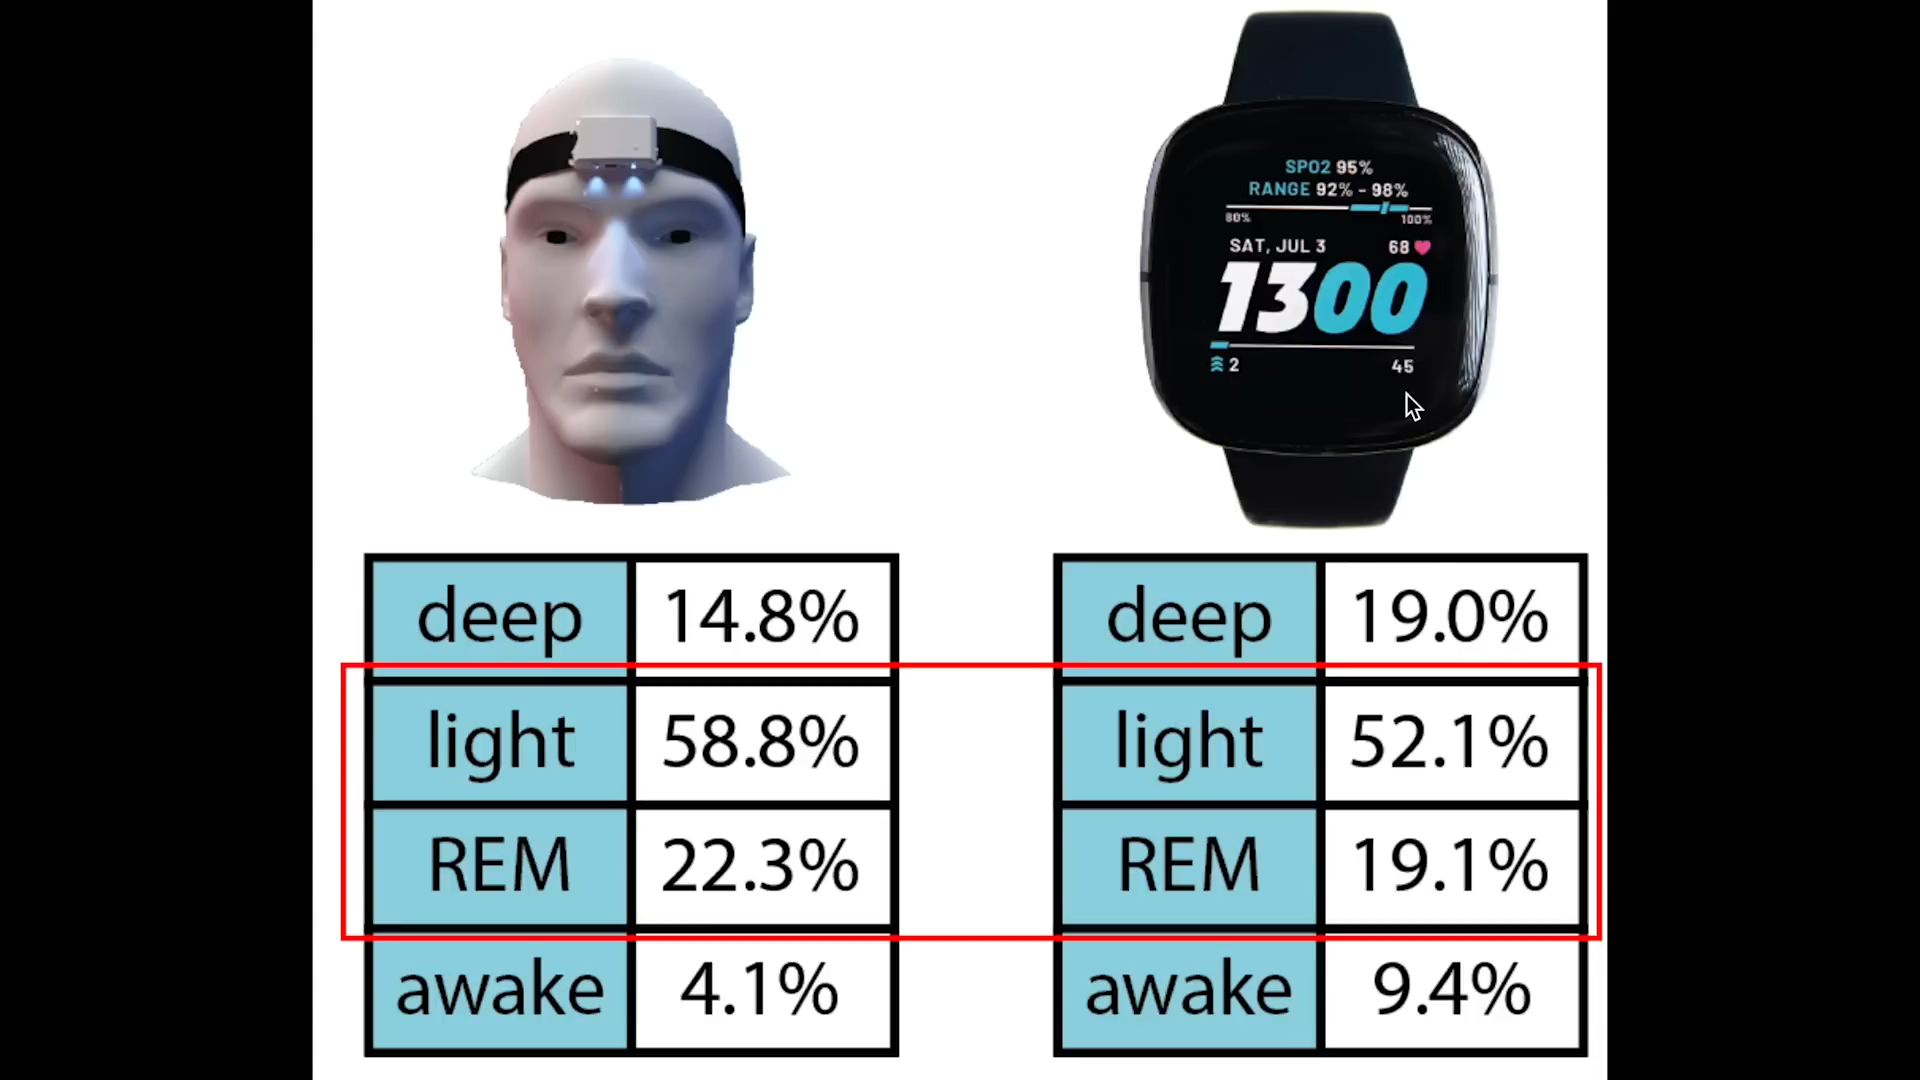 SPO2 95%
RANGE 92% - 98%
80% 100%
SAT, JUL 3 68
1300
2 45
deep 14.8%
light 58.8%
REM 22.3%
awake 4.1%
deep 19.0%
light 52.1%
REM 19.1%
awake 9.4%